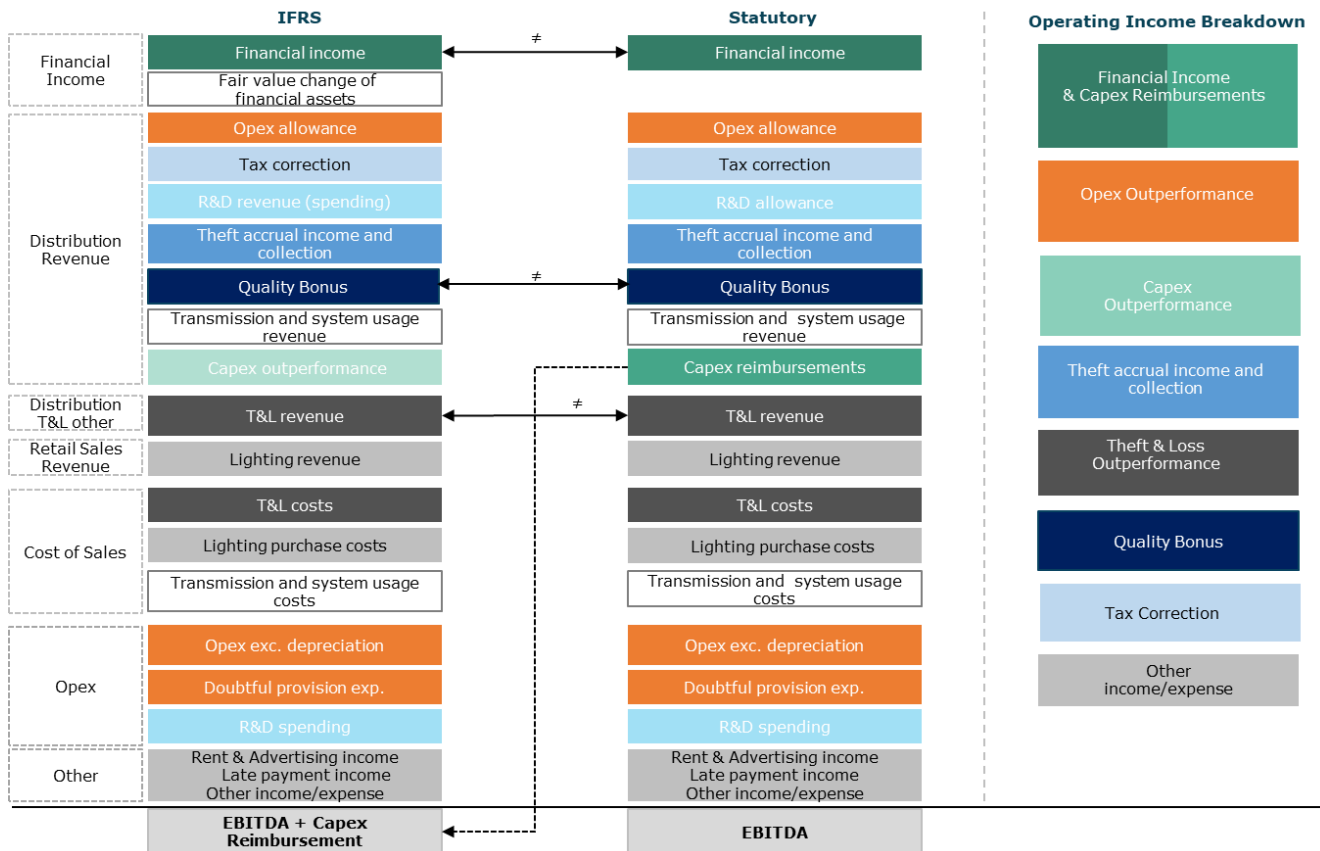 IFRS
Statutory
Operating Income Breakdown
Financial
Income
Financial income
≠
Financial income
Fair value change of
financial assets
Financial Income
& Capex Reimbursements
Distribution
Revenue
Opex allowance
Opex allowance
Tax correction
Tax correction
R&D revenue (spending)
R&D allowance
Theft accrual income and
collection
Theft accrual income and
collection
Quality Bonus
≠
Quality Bonus
Transmission and system usage
revenue
Transmission and system usage
revenue
Capex outperformance
Capex reimbursements
Opex Outperformance
Capex
Outperformance
Theft accrual income and
collection
Distribution
T&L other
T&L revenue
≠
T&L revenue
Retail Sales
Revenue
Lighting revenue
Lighting revenue
Theft & Loss
Outperformance
Cost of Sales
T&L costs
T&L costs
Lighting purchase costs
Lighting purchase costs
Transmission and system usage
costs
Transmission and system usage
costs
Quality Bonus
Tax Correction
Opex
Opex exc. depreciation
Opex exc. depreciation
Doubtful provision exp.
Doubtful provision exp.
R&D spending
R&D spending
Other
income/expense
Other
Rent & Advertising income
Late payment income
Other income/expense
Rent & Advertising income
Late payment income
Other income/expense
EBITDA + Capex
Reimbursement
EBITDA